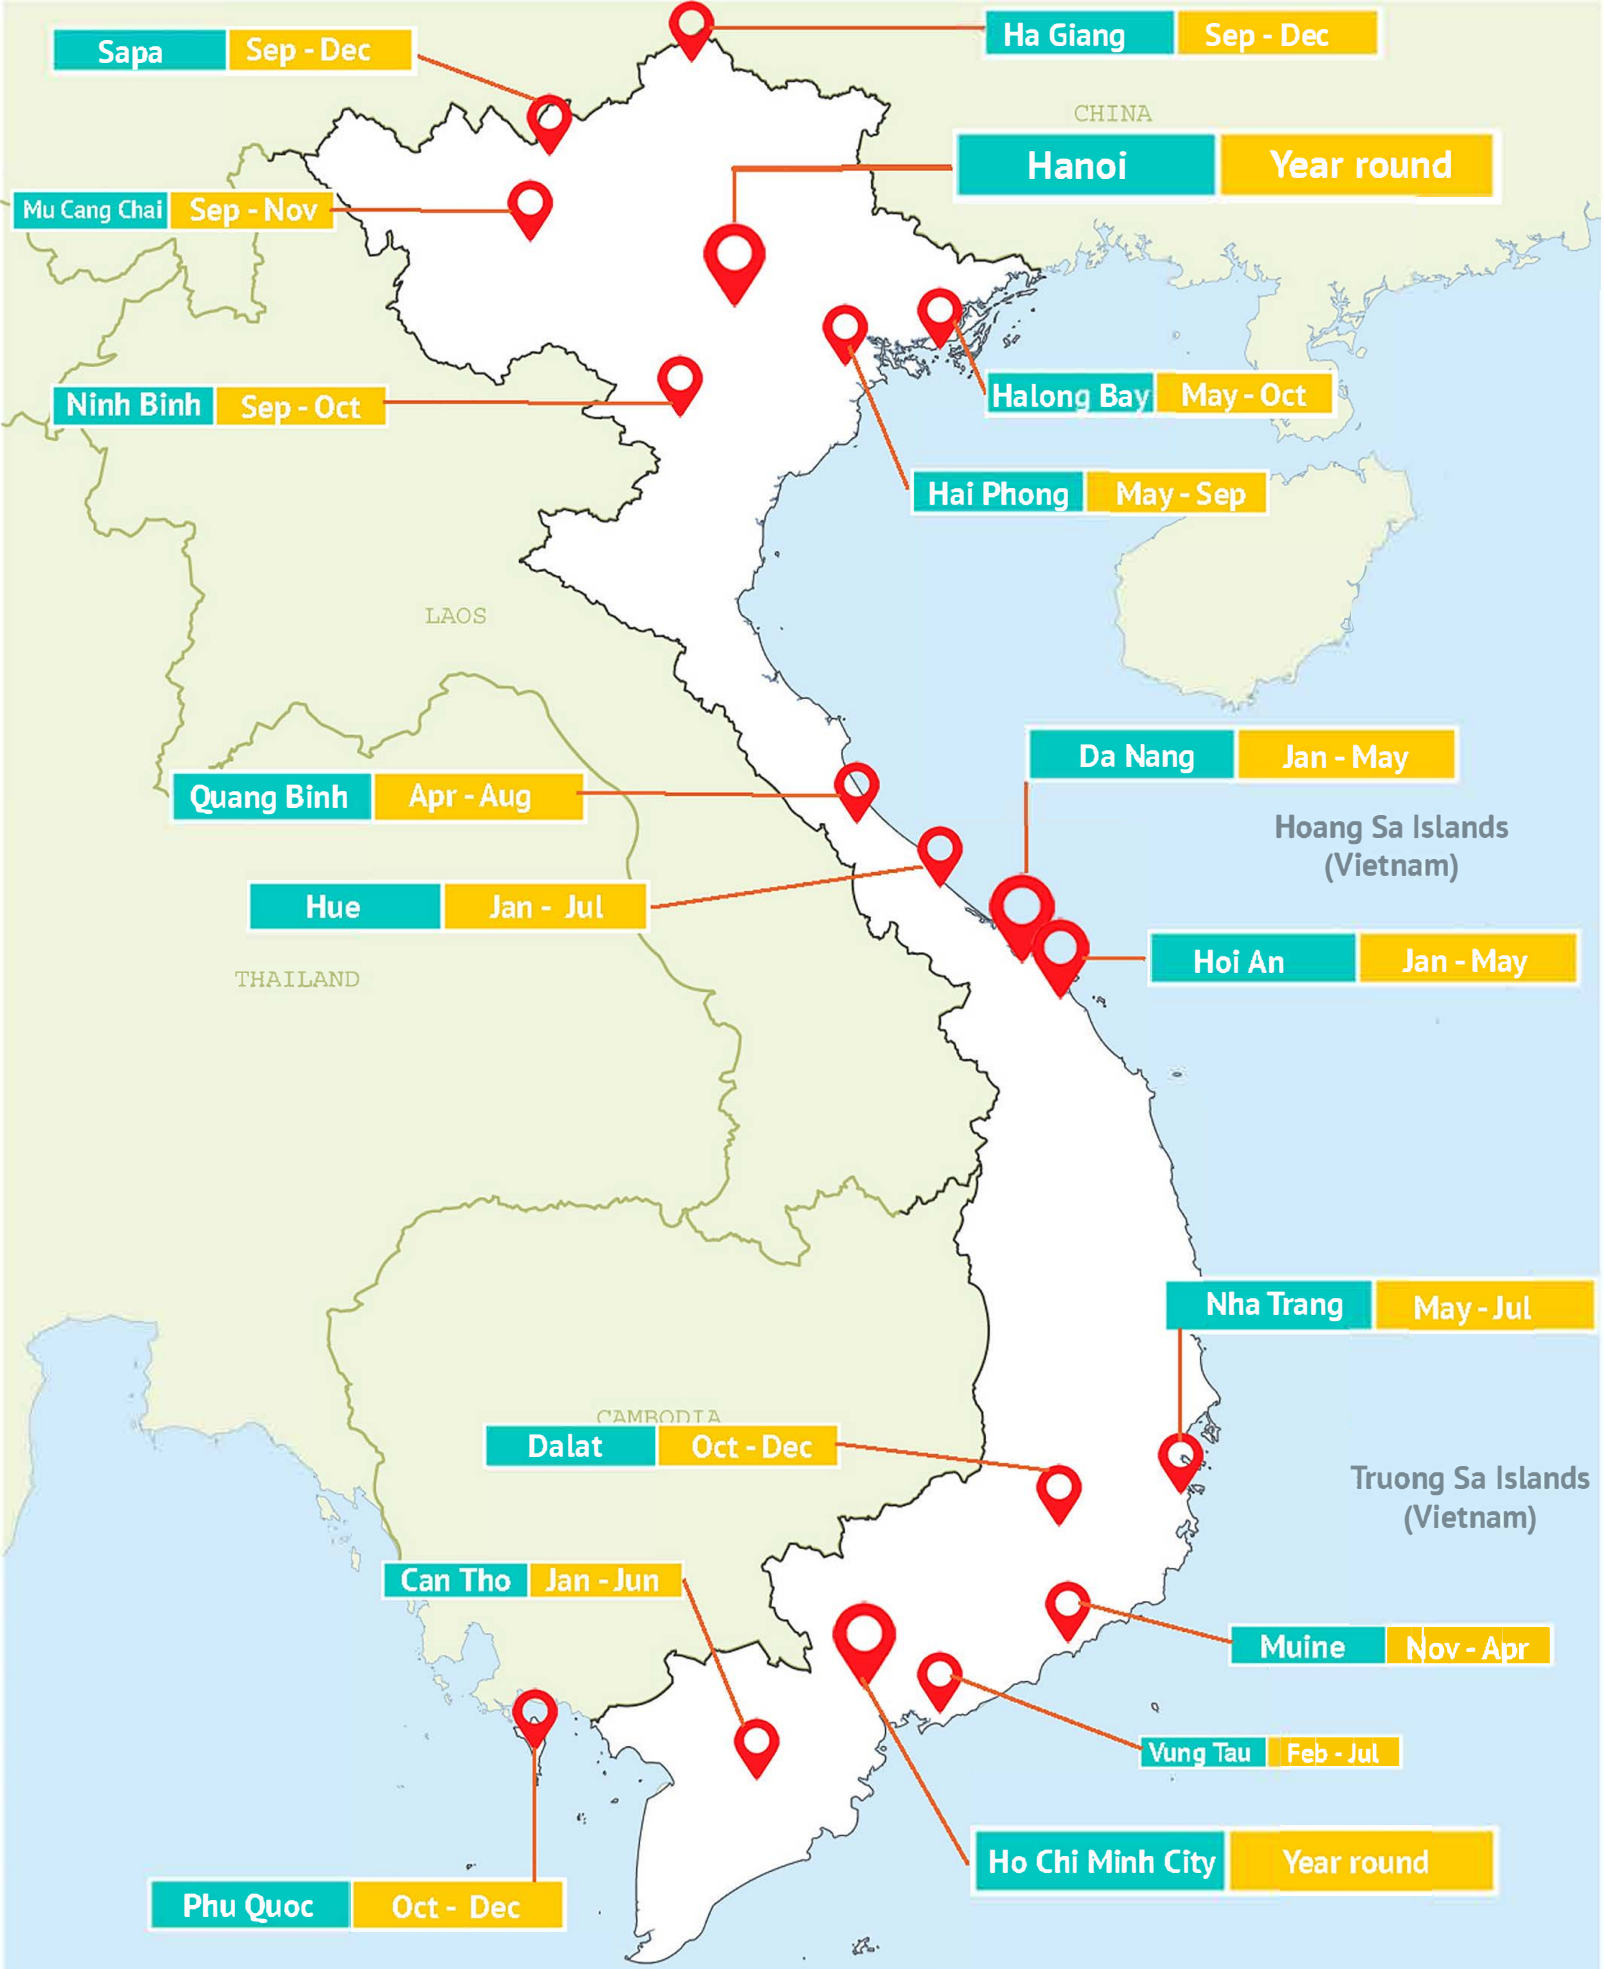 Ha Giang Sep - Dec
Sapa Sep - Dec
CHINA
Hanoi Year round
Mu Cang Chai Sep - Nov
Halong Bay May - Oct
Ninh Binh Sep - Oct
Hai Phong May - Sep
LAOS
Da Nang Jan - May
Quang Binh Apr - Aug
Hoang Sa Islands
(Vietnam)
Hue Jan - Jul
Hoi An Jan - May
THAILAND
Nha Trang May - Jul
CAMBODIA
Dalat Oct - Dec
Truong Sa Islands
(Vietnam)
Can Tho Jan - Jun
Muine Nov - Apr
Vung Tau Feb - Jul
Ho Chi Minh City Year round
Phu Quoc Oct - Dec